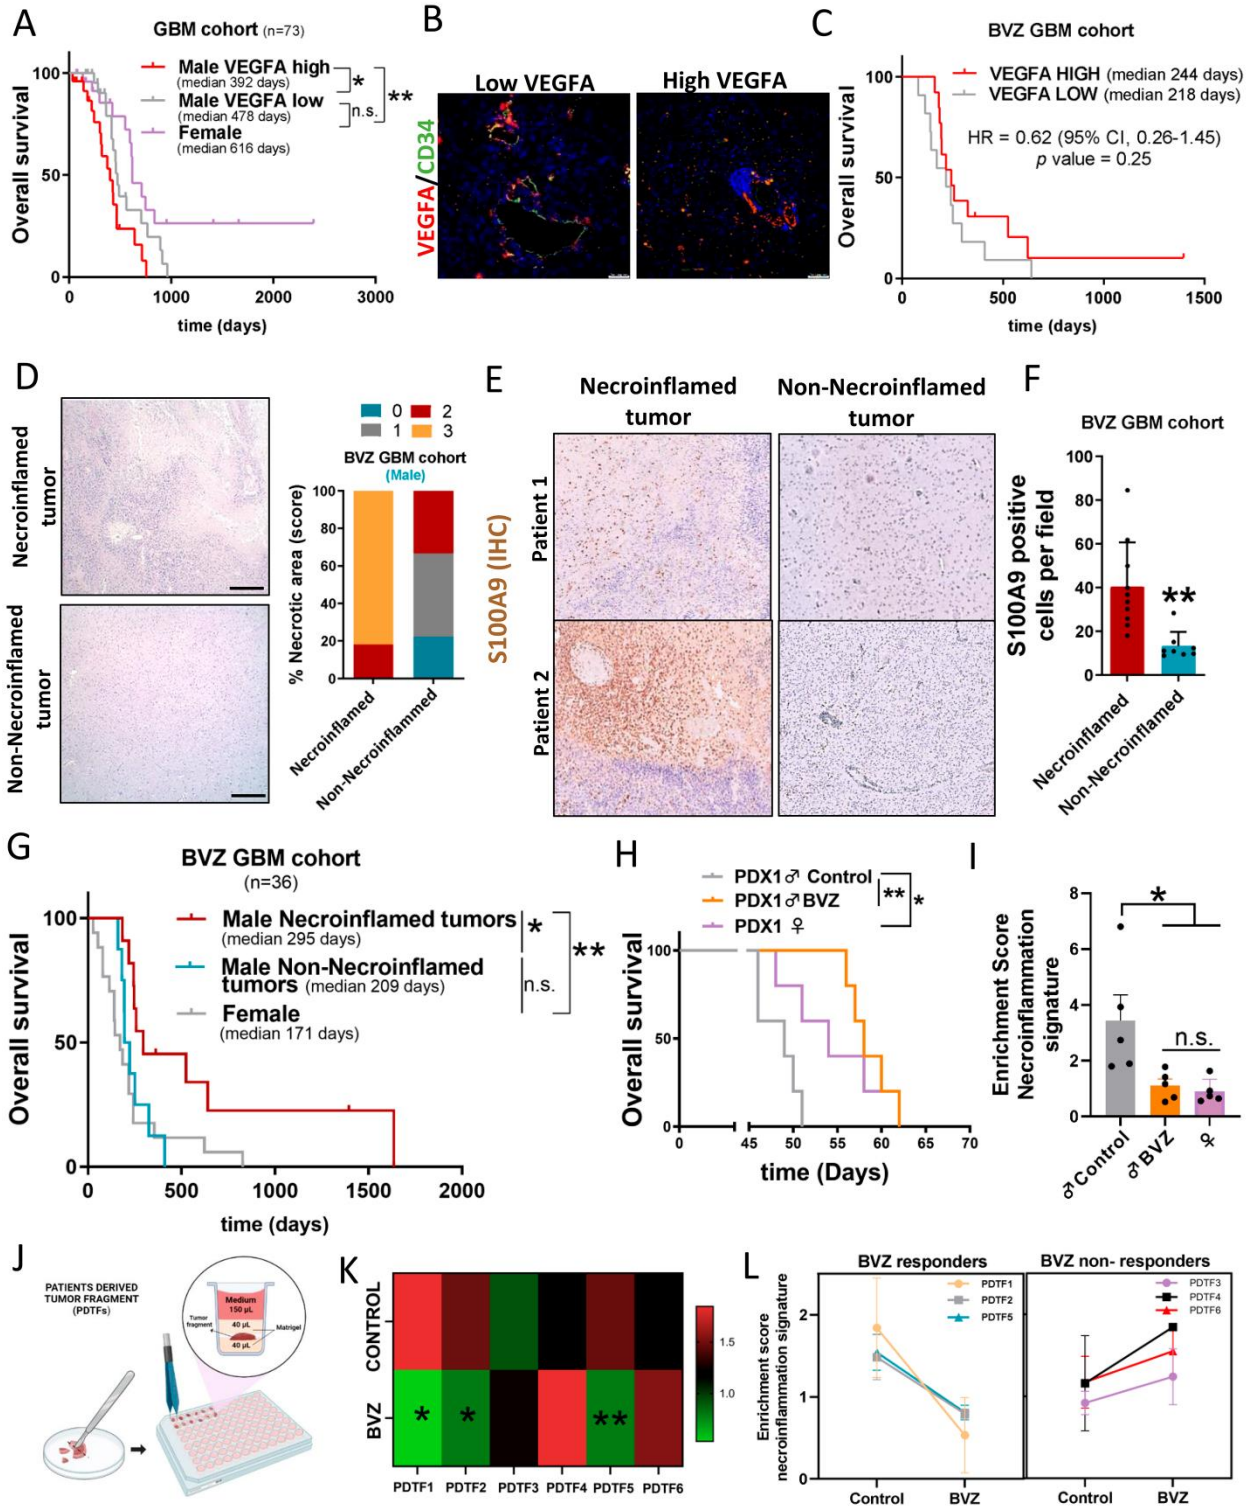 A
GBM cohort (n=73)
Male VEGFA high
(median 392 days)
Male VEGFA low
(median 478 days)
Female
(median 616 days)
*
n.s.
**
Overall survival
100
50
0
0
1000
2000
3000
time (days)
B
Low VEGFA
High VEGFA
VEGFA/CD34
C
BVZ GBM cohort
VEGFA HIGH (median 244 days)
VEGFA LOW (median 218 days)
HR = 0.62 (95% CI, 0.26-1.45)
p value = 0.25
Overall survival
100
50
0
0
500
1000
1500
time (days)
D
Necroinflamed
tumor
Non-Necroinflamed
tumor
0
2
1
3
BVZ GBM cohort
(Male)
% Necrotic area (score)
100
80
60
40
20
0
Necroinflamed
Non-Necroinflammed
E
Necroinflamed
tumor
Non-Necroinflamed
tumor
S100A9 (IHC)
Patient 1
Patient 2
F
BVZ GBM cohort
S100A9 positive
cells per field
100
80
60
40
20
0
**
Necroinflamed
Non-Necroinflamed
G
BVZ GBM cohort
(n=36)
Male Necroinflamed tumors
(median 295 days)
Male Non-Necroinflamed
tumors (median 209 days)
Female
(median 171 days)
*
n.s.
**
Overall survival
100
50
0
0
500
1000
1500
2000
time (days)
H
PDX1♂ Control
PDX1♂BVZ
PDX1 ♀
**
*
Overall survival
100
50
0
0
45
50
55
60
65
70
time (Days)
I
Enrichment Score
Necroinflammation
signature
8
6
4
2
0
*
n.s.
♂Control
♂BVZ
♀
J
PATIENTS DERIVED
TUMOR FRAGMENT
(PDTFs)
Medium
150 µL
Tumor
fragment
40 µL
Matrigel
40 µL
K
CONTROL
BVZ
*
*
**
PDTF1
PDTF2
PDTF3
PDTF4
PDTF5
PDTF6
1.5
1.0
L
BVZ responders
PDTF1
PDTF2
PDTF5
BVZ non- responders
PDTF3
PDTF4
PDTF6
Enrichment score
necroinflammation signature
2
1
0
Control
BVZ
Control
BVZ